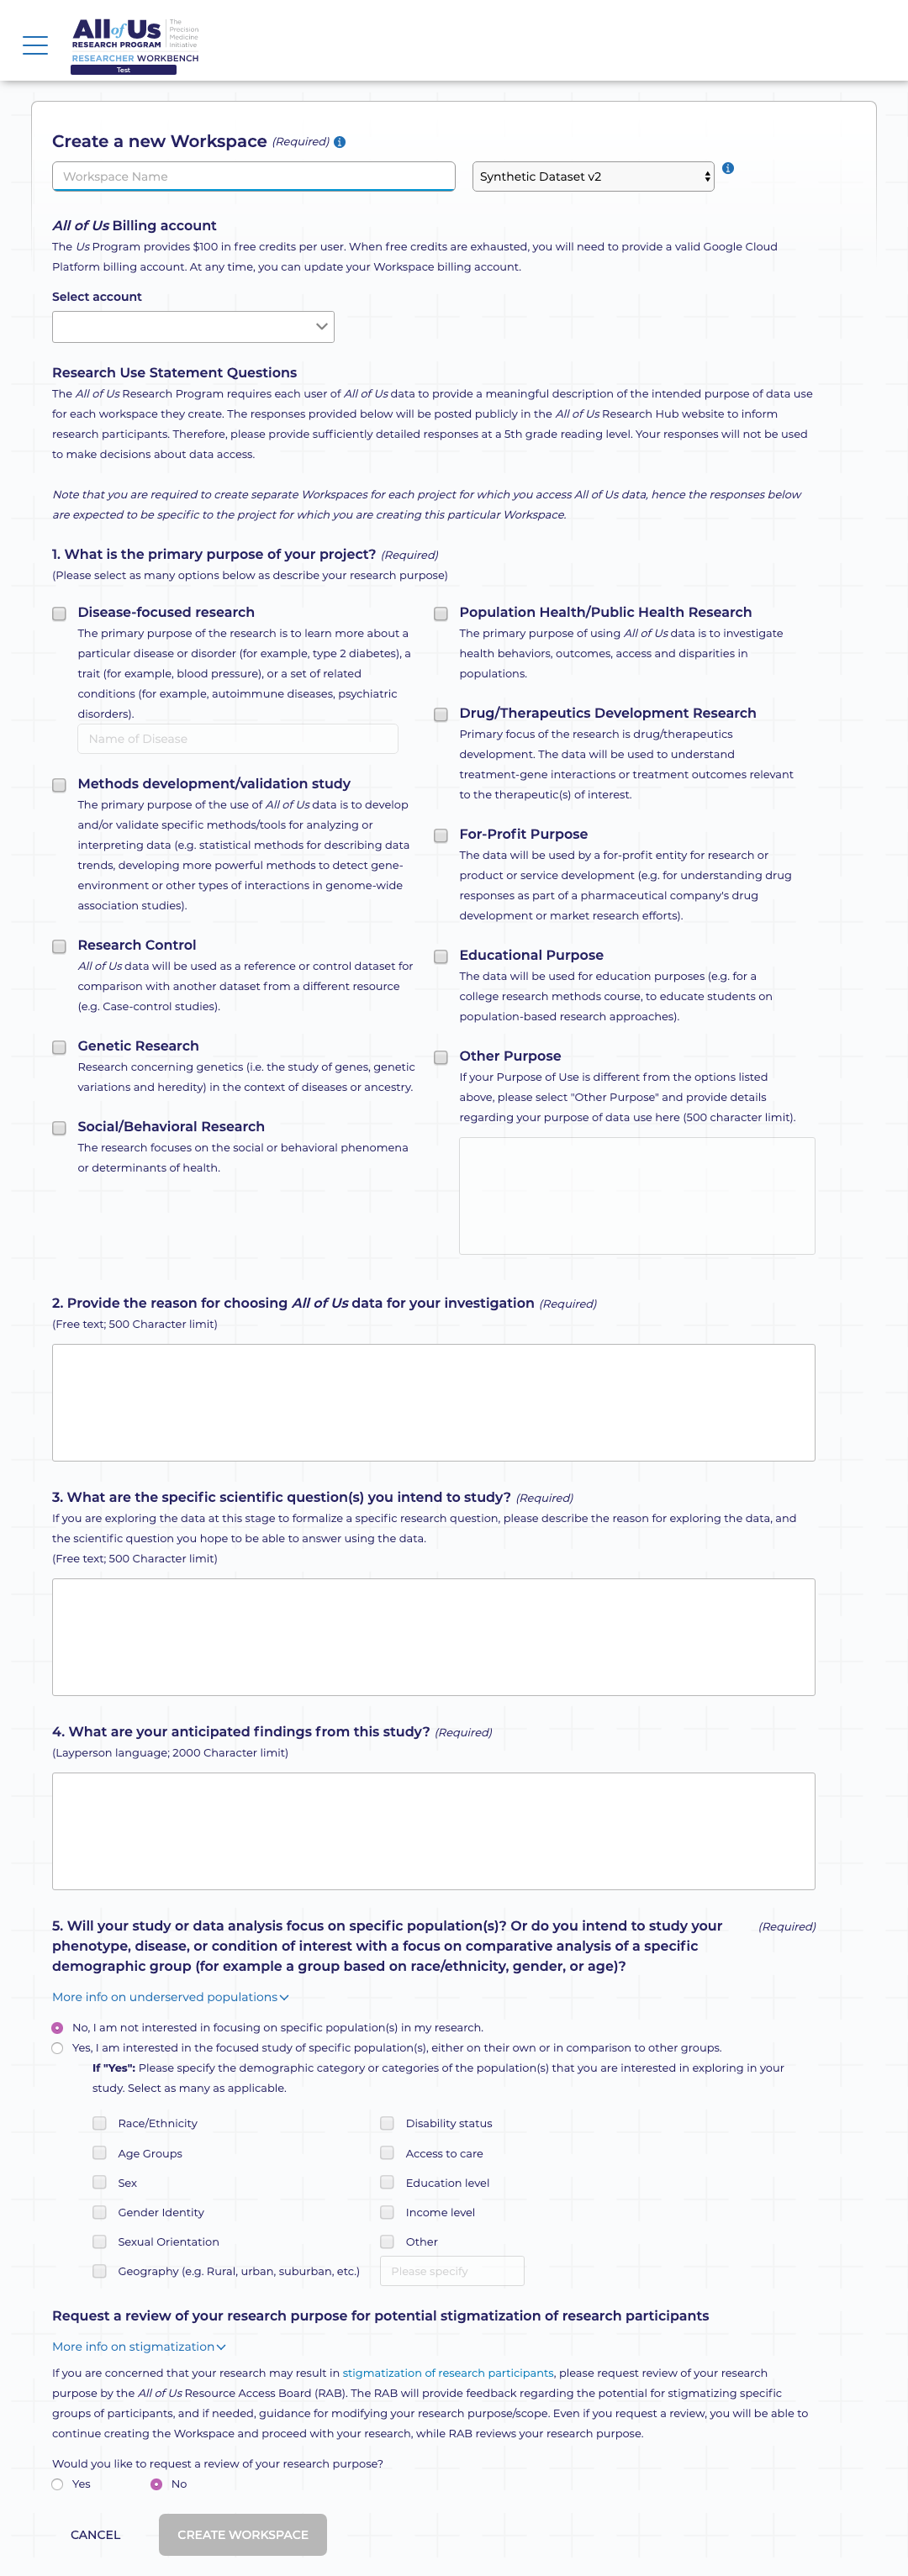 All of Us
The
Precision
Medicine
Initiative
RESEARCH PROGRAM
RESEARCHER WORKBENCH
Test
Create a new Workspace (Required)
Workspace Name
Synthetic Dataset v2
All of Us Billing account
The Us Program provides $100 in free credits per user. When free credits are exhausted, you will need to provide a valid Google Cloud
Platform billing account. At any time, you can update your Workspace billing account.
Select account
Research Use Statement Questions
The All of Us Research Program requires each user of All of Us data to provide a meaningful description of the intended purpose of data use
for each workspace they create. The responses provided below will be posted publicly in the All of Us Research Hub website to inform
research participants. Therefore, please provide sufficiently detailed responses at a 5th grade reading level. Your responses will not be used
to make decisions about data access.
Note that you are required to create separate Workspaces for each project for which you access All of Us data, hence the responses below
are expected to be specific to the project for which you are creating this particular Workspace.
1. What is the primary purpose of your project? (Required)
(Please select as many options below as describe your research purpose)
Disease-focused research
The primary purpose of the research is to learn more about a
particular disease or disorder (for example, type 2 diabetes), a
trait (for example, blood pressure), or a set of related
conditions (for example, autoimmune diseases, psychiatric
disorders).
Name of Disease
Methods development/validation study
The primary purpose of the use of All of Us data is to develop
and/or validate specific methods/tools for analyzing or
interpreting data (e.g. statistical methods for describing data
trends, developing more powerful methods to detect gene-
environment or other types of interactions in genome-wide
association studies).
Research Control
All of Us data will be used as a reference or control dataset for
comparison with another dataset from a different resource
(e.g. Case-control studies).
Genetic Research
Research concerning genetics (i.e. the study of genes, genetic
variations and heredity) in the context of diseases or ancestry.
Social/Behavioral Research
The research focuses on the social or behavioral phenomena
or determinants of health.
Population Health/Public Health Research
The primary purpose of using All of Us data is to investigate
health behaviors, outcomes, access and disparities in
populations.
Drug/Therapeutics Development Research
Primary focus of the research is drug/therapeutics
development. The data will be used to understand
treatment-gene interactions or treatment outcomes relevant
to the therapeutic(s) of interest.
For-Profit Purpose
The data will be used by a for-profit entity for research or
product or service development (e.g. for understanding drug
responses as part of a pharmaceutical company's drug
development or market research efforts).
Educational Purpose
The data will be used for education purposes (e.g. for a
college research methods course, to educate students on
population-based research approaches).
Other Purpose
If your Purpose of Use is different from the options listed
above, please select "Other Purpose" and provide details
regarding your purpose of data use here (500 character limit).
2. Provide the reason for choosing All of Us data for your investigation (Required)
(Free text; 500 Character limit)
3. What are the specific scientific question(s) you intend to study? (Required)
If you are exploring the data at this stage to formalize a specific research question, please describe the reason for exploring the data, and
the scientific question you hope to be able to answer using the data.
(Free text; 500 Character limit)
4. What are your anticipated findings from this study? (Required)
(Layperson language; 2000 Character limit)
5. Will your study or data analysis focus on specific population(s)? Or do you intend to study your (Required)
phenotype, disease, or condition of interest with a focus on comparative analysis of a specific
demographic group (for example a group based on race/ethnicity, gender, or age)?
More info on underserved populations
No, I am not interested in focusing on specific population(s) in my research.
Yes, I am interested in the focused study of specific population(s), either on their own or in comparison to other groups.
If "Yes": Please specify the demographic category or categories of the population(s) that you are interested in exploring in your
study. Select as many as applicable.
Race/Ethnicity
Age Groups
Sex
Gender Identity
Sexual Orientation
Geography (e.g. Rural, urban, suburban, etc.)
Disability status
Access to care
Education level
Income level
Other
Please specify
Request a review of your research purpose for potential stigmatization of research participants
More info on stigmatization
If you are concerned that your research may result in stigmatization of research participants, please request review of your research
purpose by the All of Us Resource Access Board (RAB). The RAB will provide feedback regarding the potential for stigmatizing specific
groups of participants, and if needed, guidance for modifying your research purpose/scope. Even if you request a review, you will be able to
continue creating the Workspace and proceed with your research, while RAB reviews your research purpose.
Would you like to request a review of your research purpose?
Yes No
CANCEL CREATE WORKSPACE